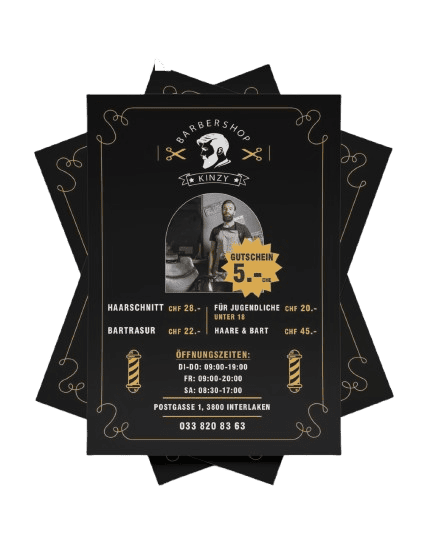 BARBERSHOP
KINZY
GUTSCHEIN
5.-CHF
HAARSCHNITT CHF 28.-
FÜR JUGENDLICHE CHF 20.-
UNTER 18
BARTRASUR CHF 22.-
HAARE & BART CHF 45.-
ÖFFNUNGSZEITEN:
DI-DO: 09:00-19:00
FR: 09:00-20:00
SA: 08:30-17:00
POSTGASSE 1, 3800 INTERLAKEN
033 820 83 63